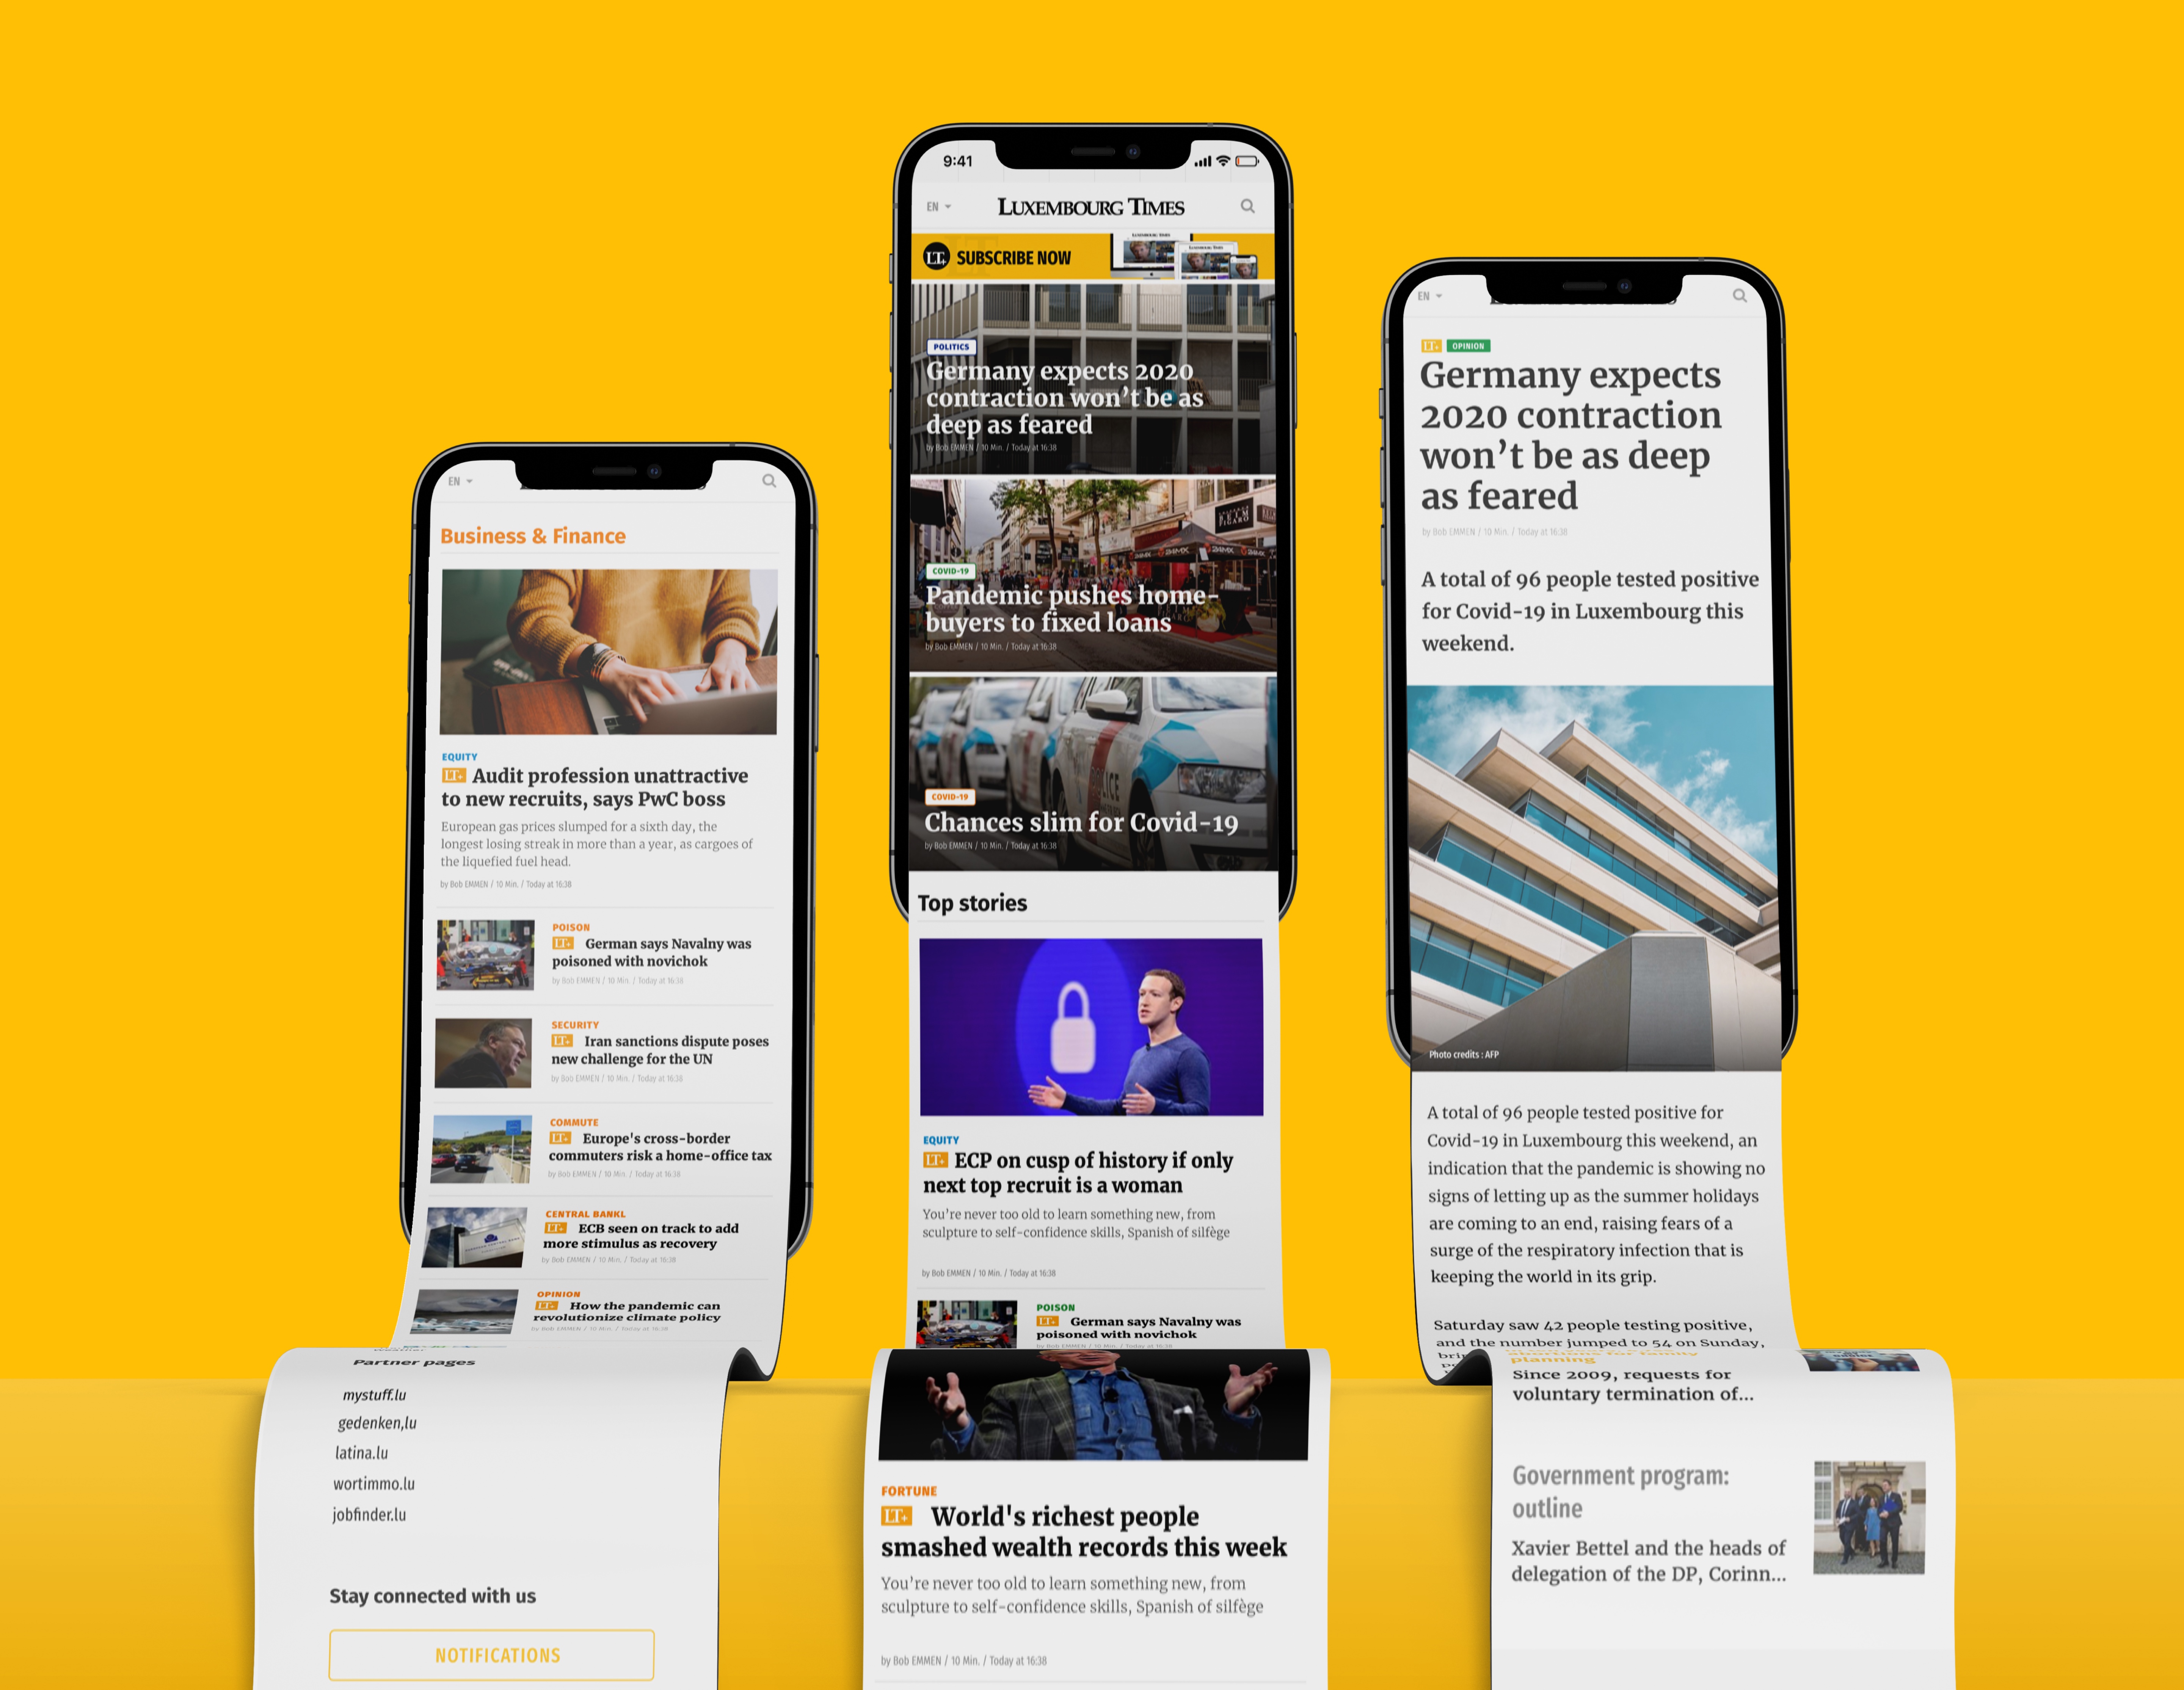 EN
Business & Finance
EQUITY
LT+ Audit profession unattractive
to new recruits, says PwC boss
European gas prices slumped for a sixth day, the
longest losing streak in more than a year, as cargoes of
the liquefied fuel head.
by Bob EMMEN / 10 Min. / Today at 16:38
POISON
LT+ German says Navalny was
poisoned with novichok
by Bob EMMEN / 10 Min. / Today at 16:38
SECURITY
LT+ Iran sanctions dispute poses
new challenge for the UN
by Bob EMMEN / 10 Min. / Today at 16:38
COMMUTE
LT+ Europe's cross-border
commuters risk a home-office tax
by Bob EMMEN / 10 Min. / Today at 16:38
CENTRAL BANKL
LT+ ECB seen on track to add
more stimulus as recovery
by Bob EMMEN / 10 Min. / Today at 16:38
OPINION
LT+ How the pandemic can
revolutionize climate policy
by Bob EMMEN / 10 Min. / Today at 16:38
Partner pages
mystuff.lu
gedenken,lu
latina.lu
wortimmo.lu
jobfinder.lu
Stay connected with us
NOTIFICATIONS
9:41
EN
LUXEMBOURG TIMES
LT+ SUBSCRIBE NOW
POLITICS
Germany expects 2020
contraction won't be as
deep as feared
by Bob EMMEN / 10 Min. / Today at 16:38
COVID-19
Pandemic pushes home-
buyers to fixed loans
by Bob EMMEN / 10 Min. / Today at 16:38
COVID-19
Chances slim for Covid-19
by Bob EMMEN / 10 Min. / Today at 16:38
Top stories
EQUITY
LT+ ECP on cusp of history if only
next top recruit is a woman
You're never too old to learn something new, from
sculpture to self-confidence skills, Spanish of silfège
by Bob EMMEN / 10 Min. / Today at 16:38
POISON
LT+ German says Navalny was
poisoned with novichok
by Bob EMMEN / 10 Min. / Today at 16:38
FORTUNE
LT+ World's richest people
smashed wealth records this week
You're never too old to learn something new, from
sculpture to self-confidence skills, Spanish of silfège
by Bob EMMEN / 10 Min. / Today at 16:38
EN
LT+ OPINION
Germany expects
2020 contraction
won't be as deep
as feared
by Bob EMMEN / 10 Min. / Today at 16:38
A total of 96 people tested positive
for Covid-19 in Luxembourg this
weekend.
Photo credits : AFP
A total of 96 people tested positive for
Covid-19 in Luxembourg this weekend, an
indication that the pandemic is showing no
signs of letting up as the summer holidays
are coming to an end, raising fears of a
surge of the respiratory infection that is
keeping the world in its grip.
Saturday saw 42 people testing positive,
and the number jumped to 54 on Sunday,
planning
Since 2009, requests for
voluntary termination of...
Government program:
outline
Xavier Bettel and the heads of
delegation of the DP, Corinn...